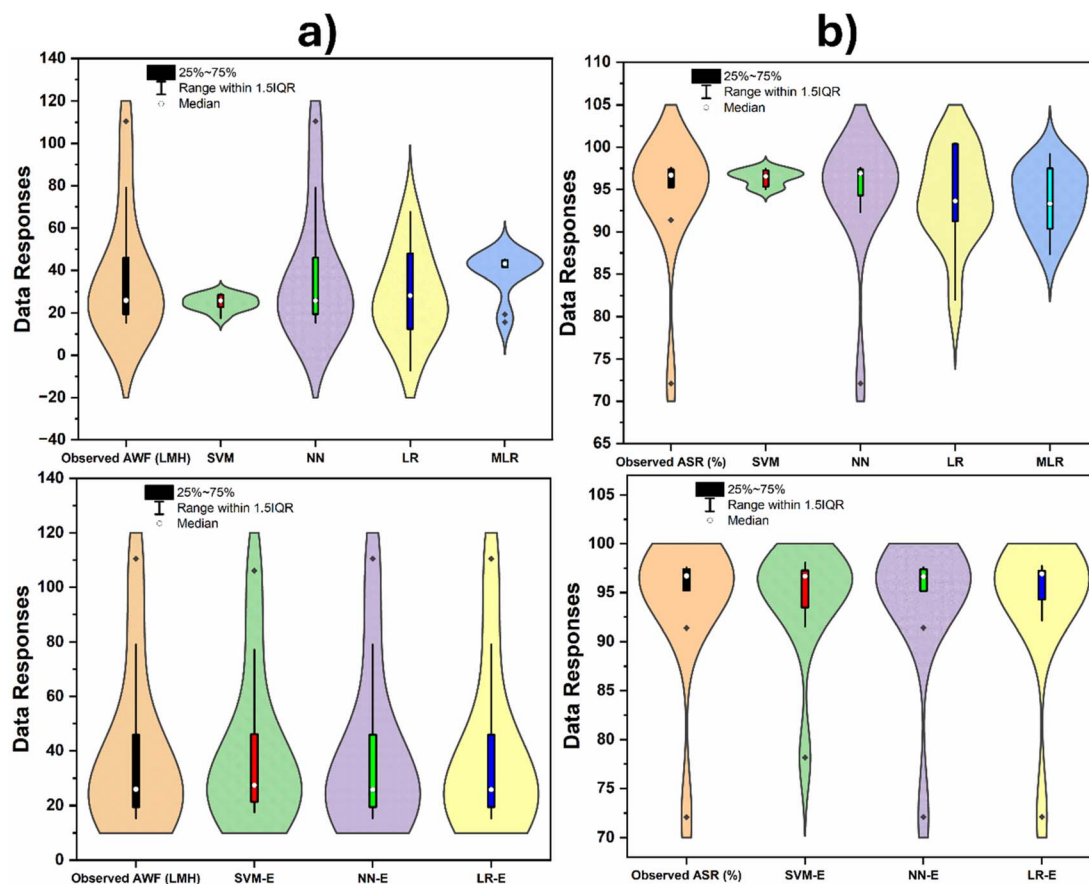 a)
140
120
100
80
60
40
20
0
−20
−40
Data Responses
25%~75%
Range within 1.5IQR
Median
Observed AWF (LMH) SVM NN LR MLR
b)
110
105
100
95
90
85
80
75
70
65
Data Responses
25%~75%
Range within 1.5IQR
Median
Observed ASR (%) SVM NN LR MLR
140
120
100
80
60
40
20
0
Data Responses
25%~75%
Range within 1.5IQR
Median
Observed AWF (LMH) SVM-E NN-E LR-E
105
100
95
90
85
80
75
70
Data Responses
25%~75%
Range within 1.5IQR
Median
Observed ASR (%) SVM-E NN-E LR-E